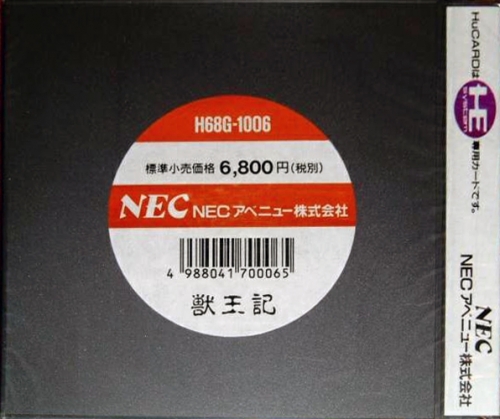 H68G-1006
標準小売価格 6,800円(税別)
NEC NECアベニュー株式会社
4 988041 700065
獣王記
HuCARDは HE system 専用カードです。
NEC
NECアベニュー株式会社